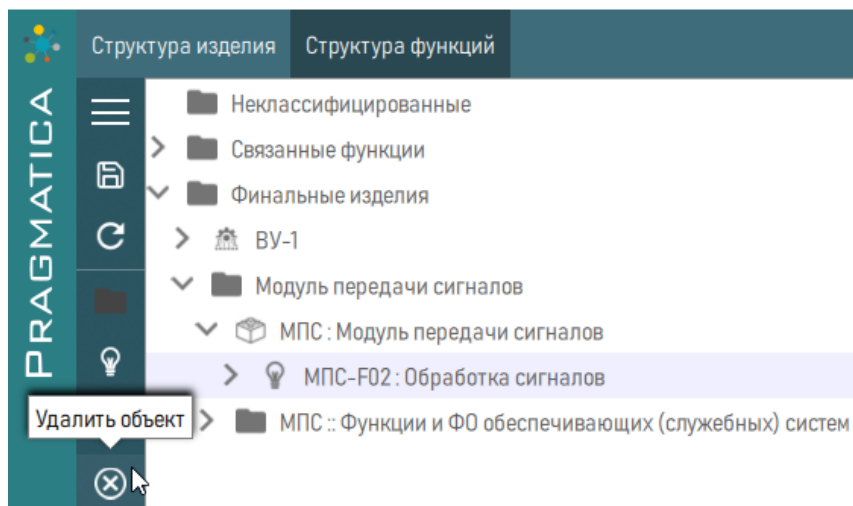 Структура изделия Структура функций
PRAGMATICA
Неклассифицированные
Связанные функции
Финальные изделия
ВУ-1
Модуль передачи сигналов
МПС : Модуль передачи сигналов
МПС-F02 : Обработка сигналов
Удалить объект
МПС :: Функции и ФО обеспечивающих (служебных) систем